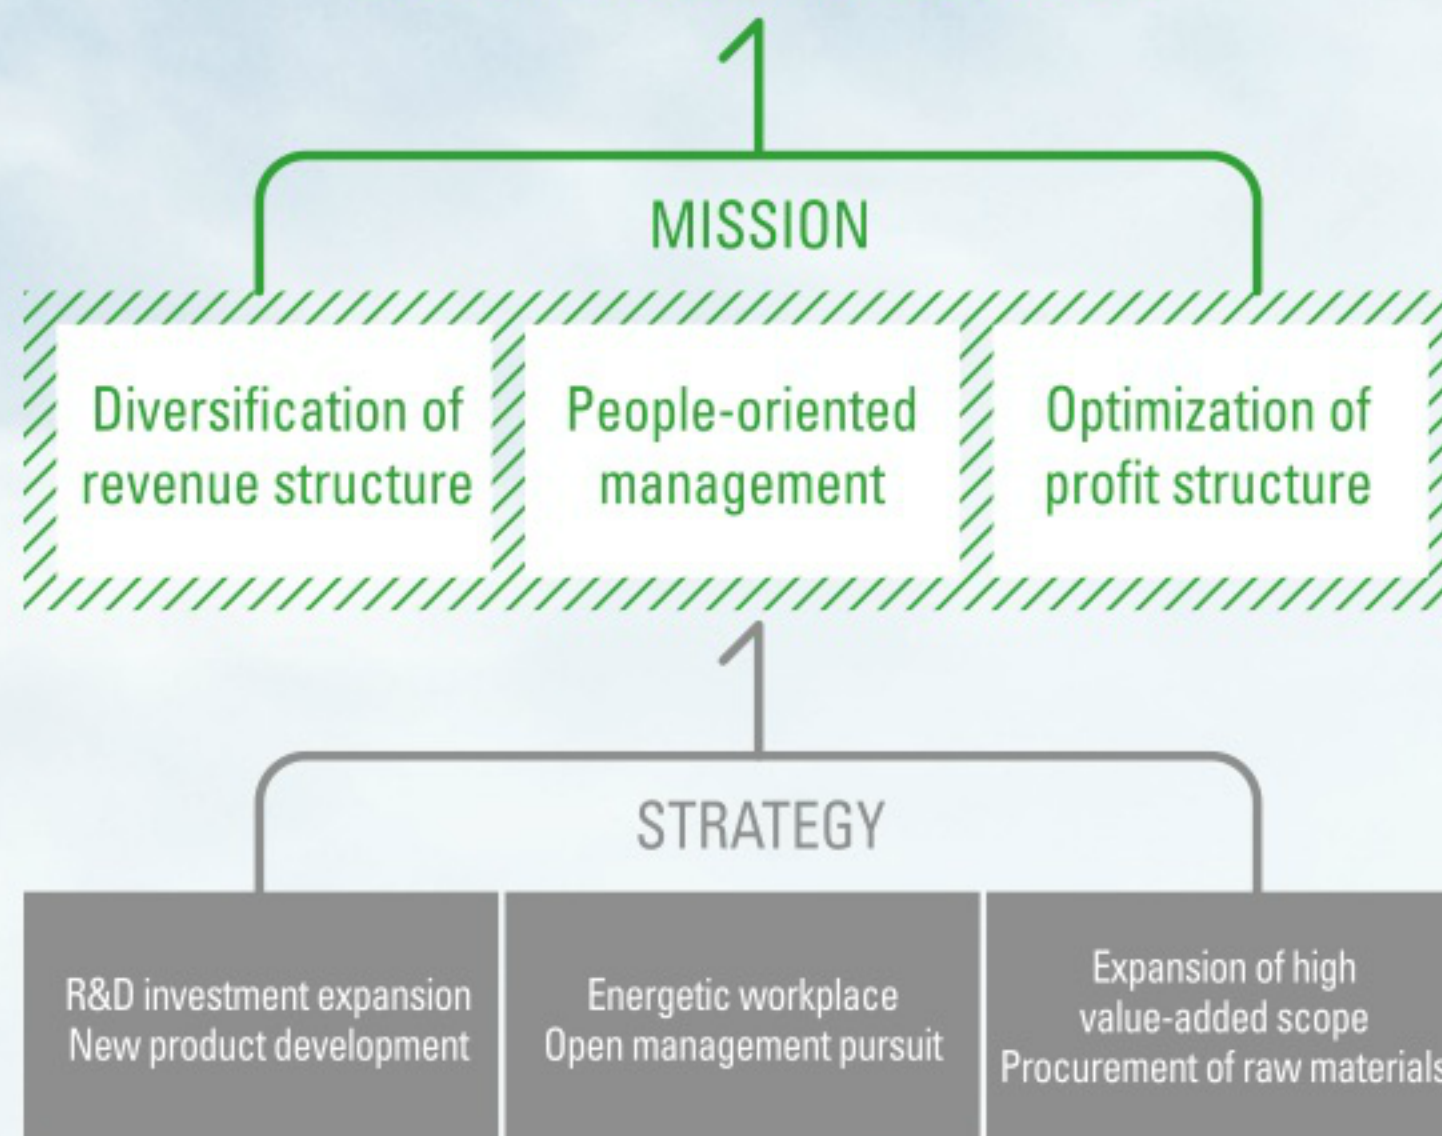 MISSION
Diversification of
revenue structure
People-oriented
management
Optimization of
profit structure
STRATEGY
R&D investment expansion
New product development
Energetic workplace
Open management pursuit
Expansion of high
value-added scope
Procurement of raw materials